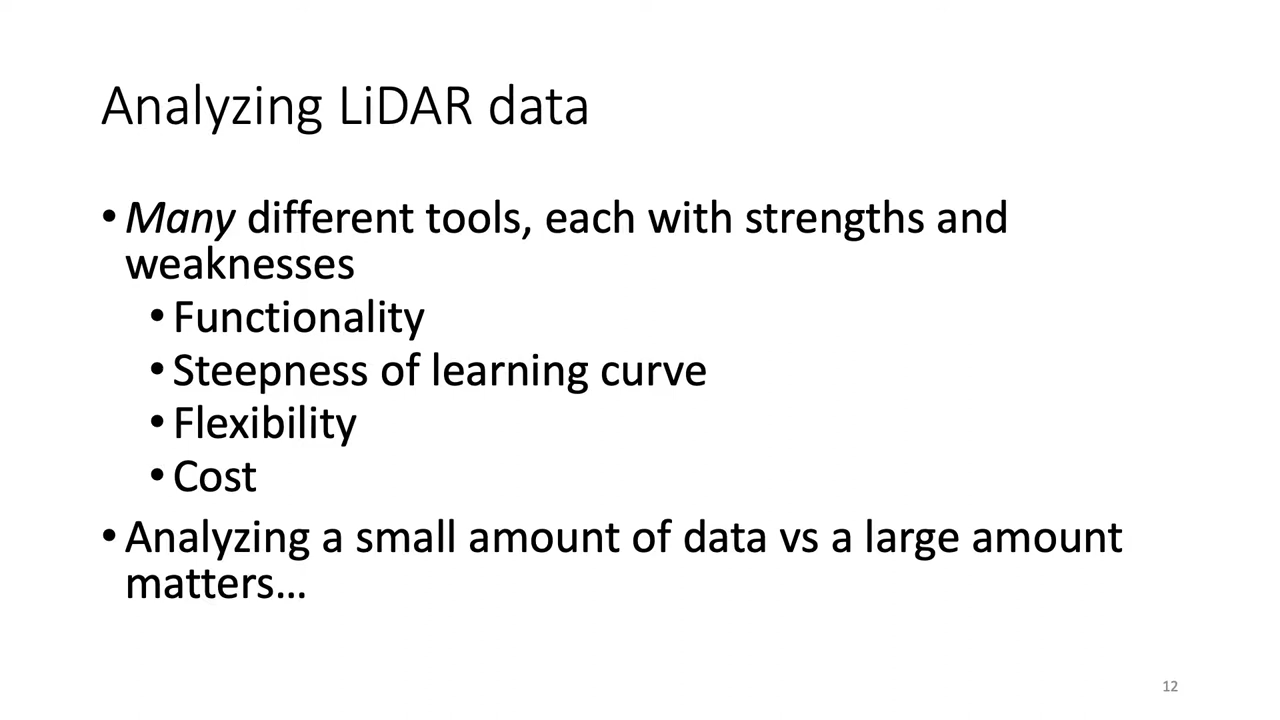 Analyzing LiDAR data
• Many different tools, each with strengths and
weaknesses
• Functionality
• Steepness of learning curve
• Flexibility
• Cost
• Analyzing a small amount of data vs a large amount
matters...
12